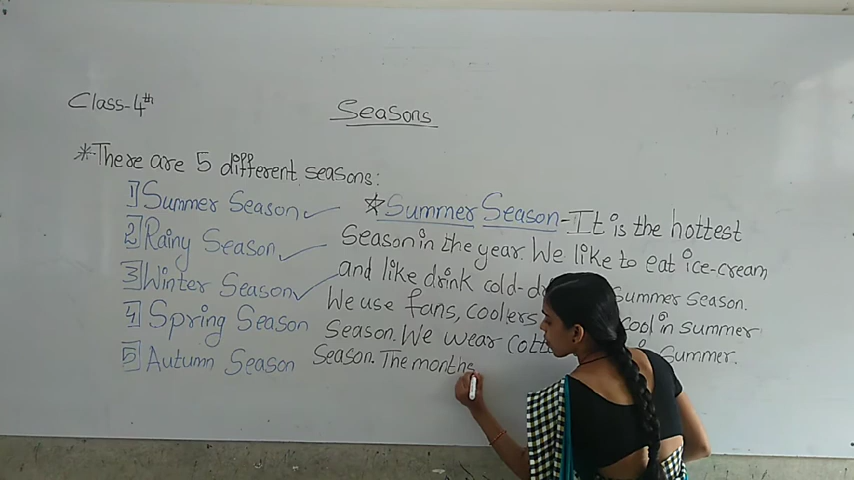 Class-4th
Seasons
*There are 5 different seasons:
1] Summer Season ✓
2] Rainy Season ✓
3] Winter Season ✓
4] Spring Season
5] Autumn Season
☆Summer Season-It is the hottest
Season in the year. We like to eat ice-cream
and like drink cold- Summer Season.
We use fans, coolers cool in summer
Season. We wear Summer.
Season. The months